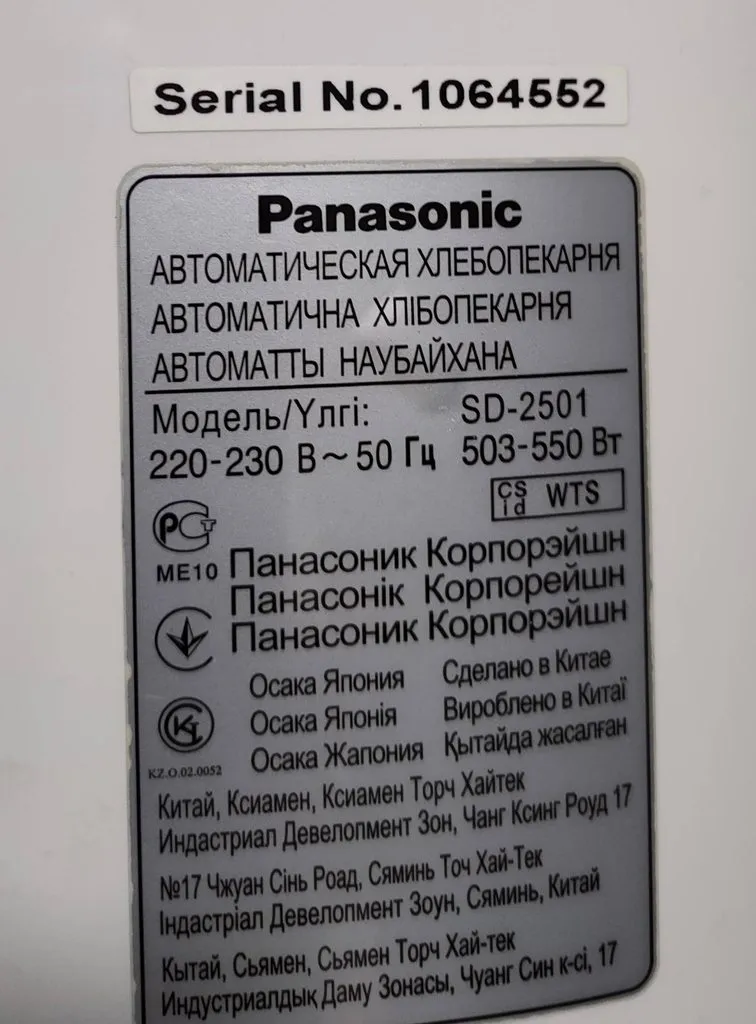 Serial No. 1064552
Panasonic
АВТОМАТИЧЕСКАЯ ХЛЕБОПЕКАРНЯ
АВТОМАТИЧНА ХЛІБОПЕКАРНЯ
АВТОМАТТЫ НАУБАЙХАНА
Модель/Үлгі: SD-2501
220-230 В ~ 50 Гц 503-550 Вт
CS id WTS
РСТ
ME10
Панасоник Корпорэйшн
Панасонік Корпорейшн
Панасоник Корпорэйшн
Осака Япония Сделано в Китае
Осака Японія Вироблено в Китаї
Осака Жапония Қытайда жасалған
KZ.O.02.0052
Китай, Ксиамен, Ксиамен Торч Хайтек
Индастриал Девелопмент Зон, Чанг Ксинг Роуд 17
№17 Чжуан Сінь Роад, Сяминь Точ Хай-Тек
Індастріал Девелопмент Зоун, Сяминь, Китай
Кытай, Сьямен, Сьямен Торч Хай-тек
Индустриалдық Даму Зонасы, Чуанг Син к-сі, 17